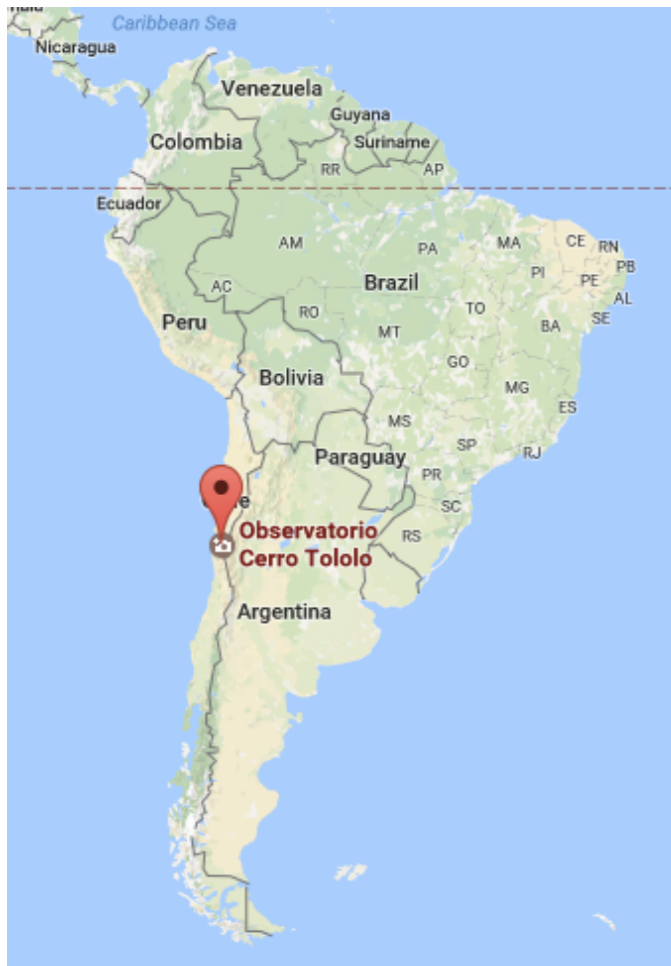 Caribbean Sea
Nicaragua
Venezuela
Guyana
Colombia
Suriname
RR
AP
Ecuador
AM
PA
MA
CE
RN
PB
PI
PE
AL
AC
Brazil
TO
SE
RO
BA
Peru
MT
GO
Bolivia
MG
ES
MS
SP
RJ
Paraguay
PR
SC
RS
Observatorio
Cerro Tololo
Argentina